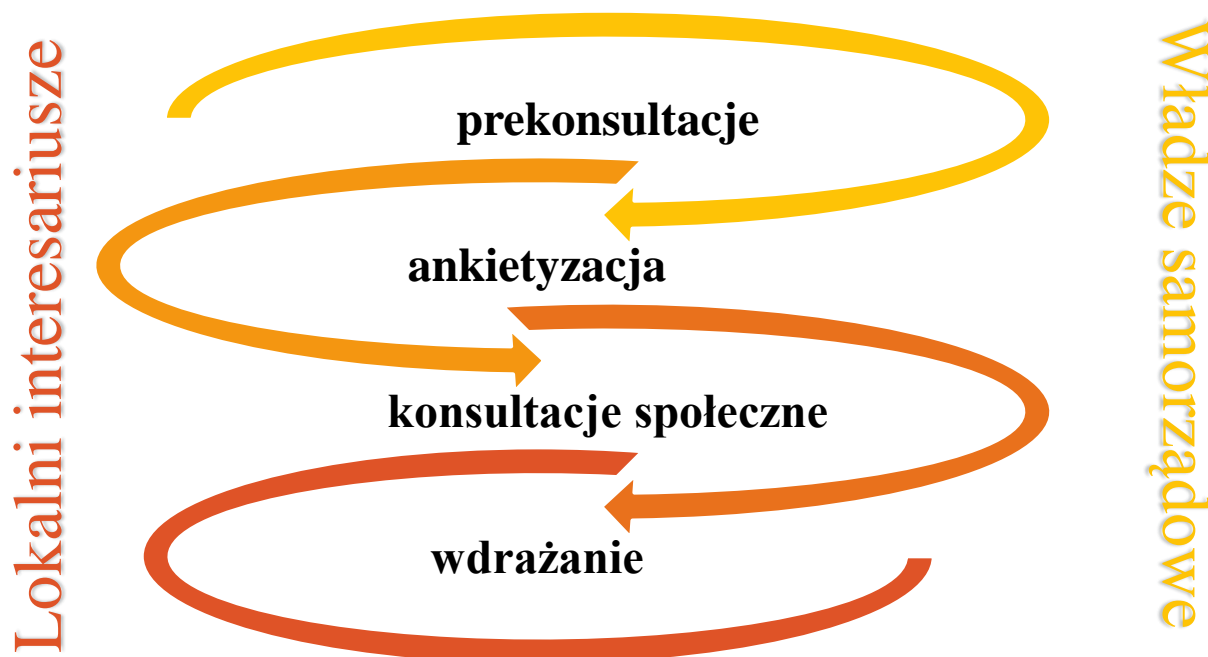 Lokalni interesariusze
prekonsultacje
ankietyzacja
konsultacje społeczne
wdrażanie
Władze samorządowe